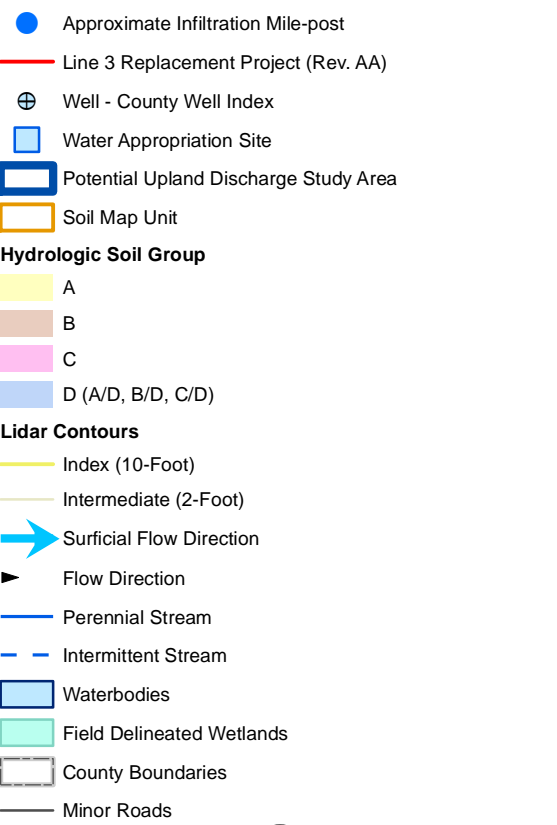 Approximate Infiltration Mile-post
Line 3 Replacement Project (Rev. AA)
Well - County Well Index
Water Appropriation Site
Potential Upland Discharge Study Area
Soil Map Unit
Hydrologic Soil Group
A
B
C
D (A/D, B/D, C/D)
Lidar Contours
Index (10-Foot)
Intermediate (2-Foot)
Surficial Flow Direction
Flow Direction
Perennial Stream
Intermittent Stream
Waterbodies
Field Delineated Wetlands
County Boundaries
Minor Roads